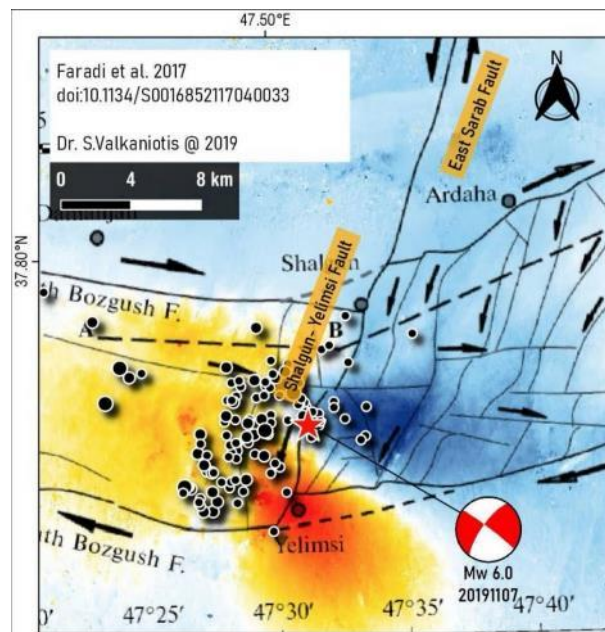 47.50°E
Faradi et al. 2017
doi:10.1134/S0016852117040033
Dr. S.Valkaniotis @ 2019
0 4 8 km
N
East Sarab Fault
Ardaha
37.80°N
Shalgun-Yelimsi Fault
Bozgush F.
A
B
Yelimsi
Bozgush F.
Mw 6.0
20191107
47°25' 47°30' 47°35' 47°40'